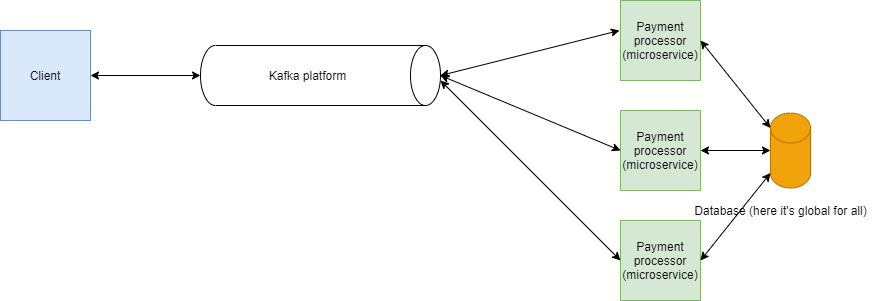 Client
Kafka platform
Payment
processor
(microservice)
Payment
processor
(microservice)
Database (here it's global for all)
Payment
processor
(microservice)